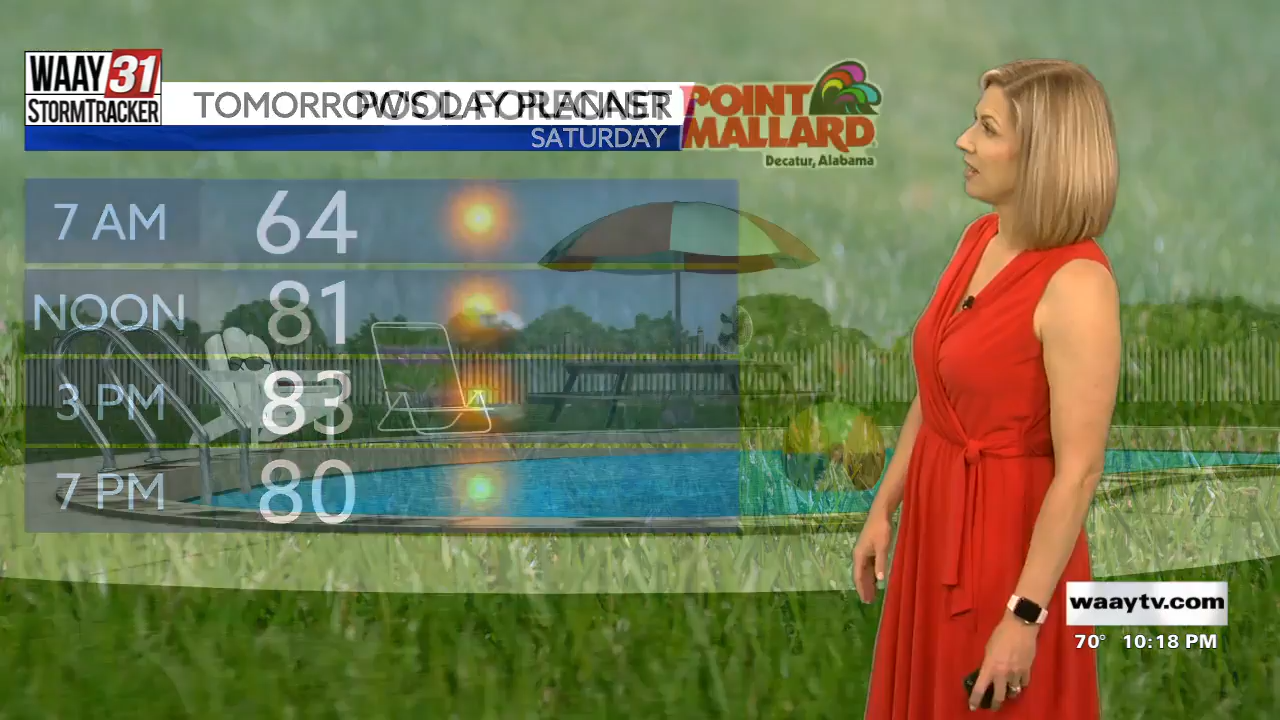 WAAY 31
STORMTRACKER
TOMORROW'S
SATURDAY
POINT
MALLARD
Decatur, Alabama
7 AM 64
NOON 81
3 PM 83
7 PM 80
waaytv.com
70° 10:18 PM